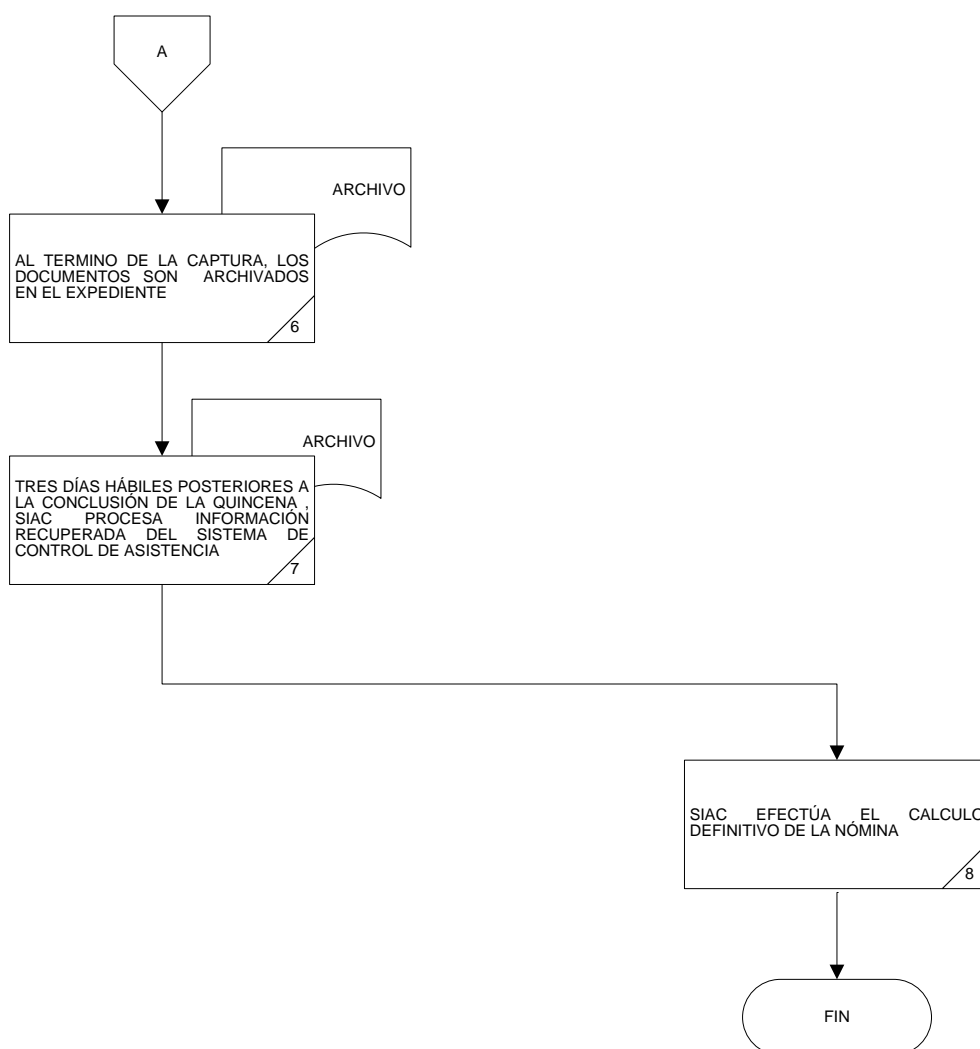 A
ARCHIVO
AL TERMINO DE LA CAPTURA, LOS
DOCUMENTOS SON ARCHIVADOS
EN EL EXPEDIENTE
6
ARCHIVO
TRES DÍAS HÁBILES POSTERIORES A
LA CONCLUSIÓN DE LA QUINCENA ,
SIAC PROCESA INFORMACIÓN
RECUPERADA DEL SISTEMA DE
CONTROL DE ASISTENCIA
7
SIAC EFECTÚA EL CALCULO
DEFINITIVO DE LA NÓMINA
8
FIN